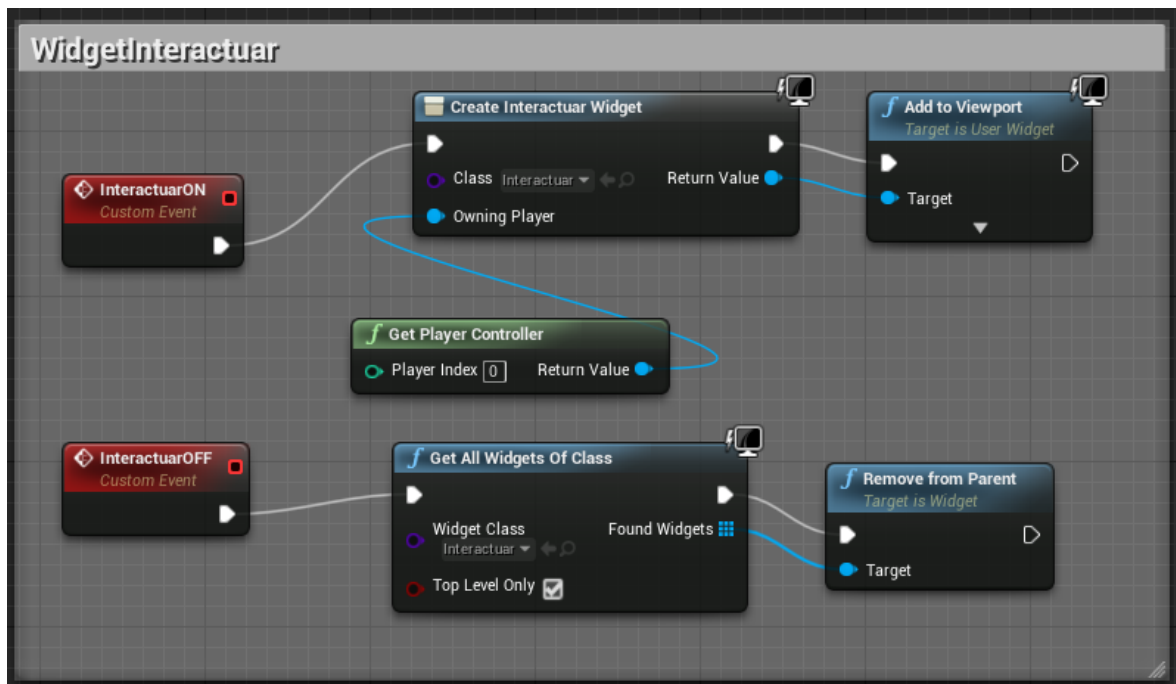 WidgetInteractuar
Create Interactuar Widget
Class Interactuar Return Value
Owning Player
Add to Viewport
Target is User Widget
Target
InteractuarON
Custom Event
Get Player Controller
Player Index 0 Return Value
InteractuarOFF
Custom Event
Get All Widgets Of Class
Widget Class Found Widgets
Interactuar
Top Level Only
Remove from Parent
Target is Widget
Target